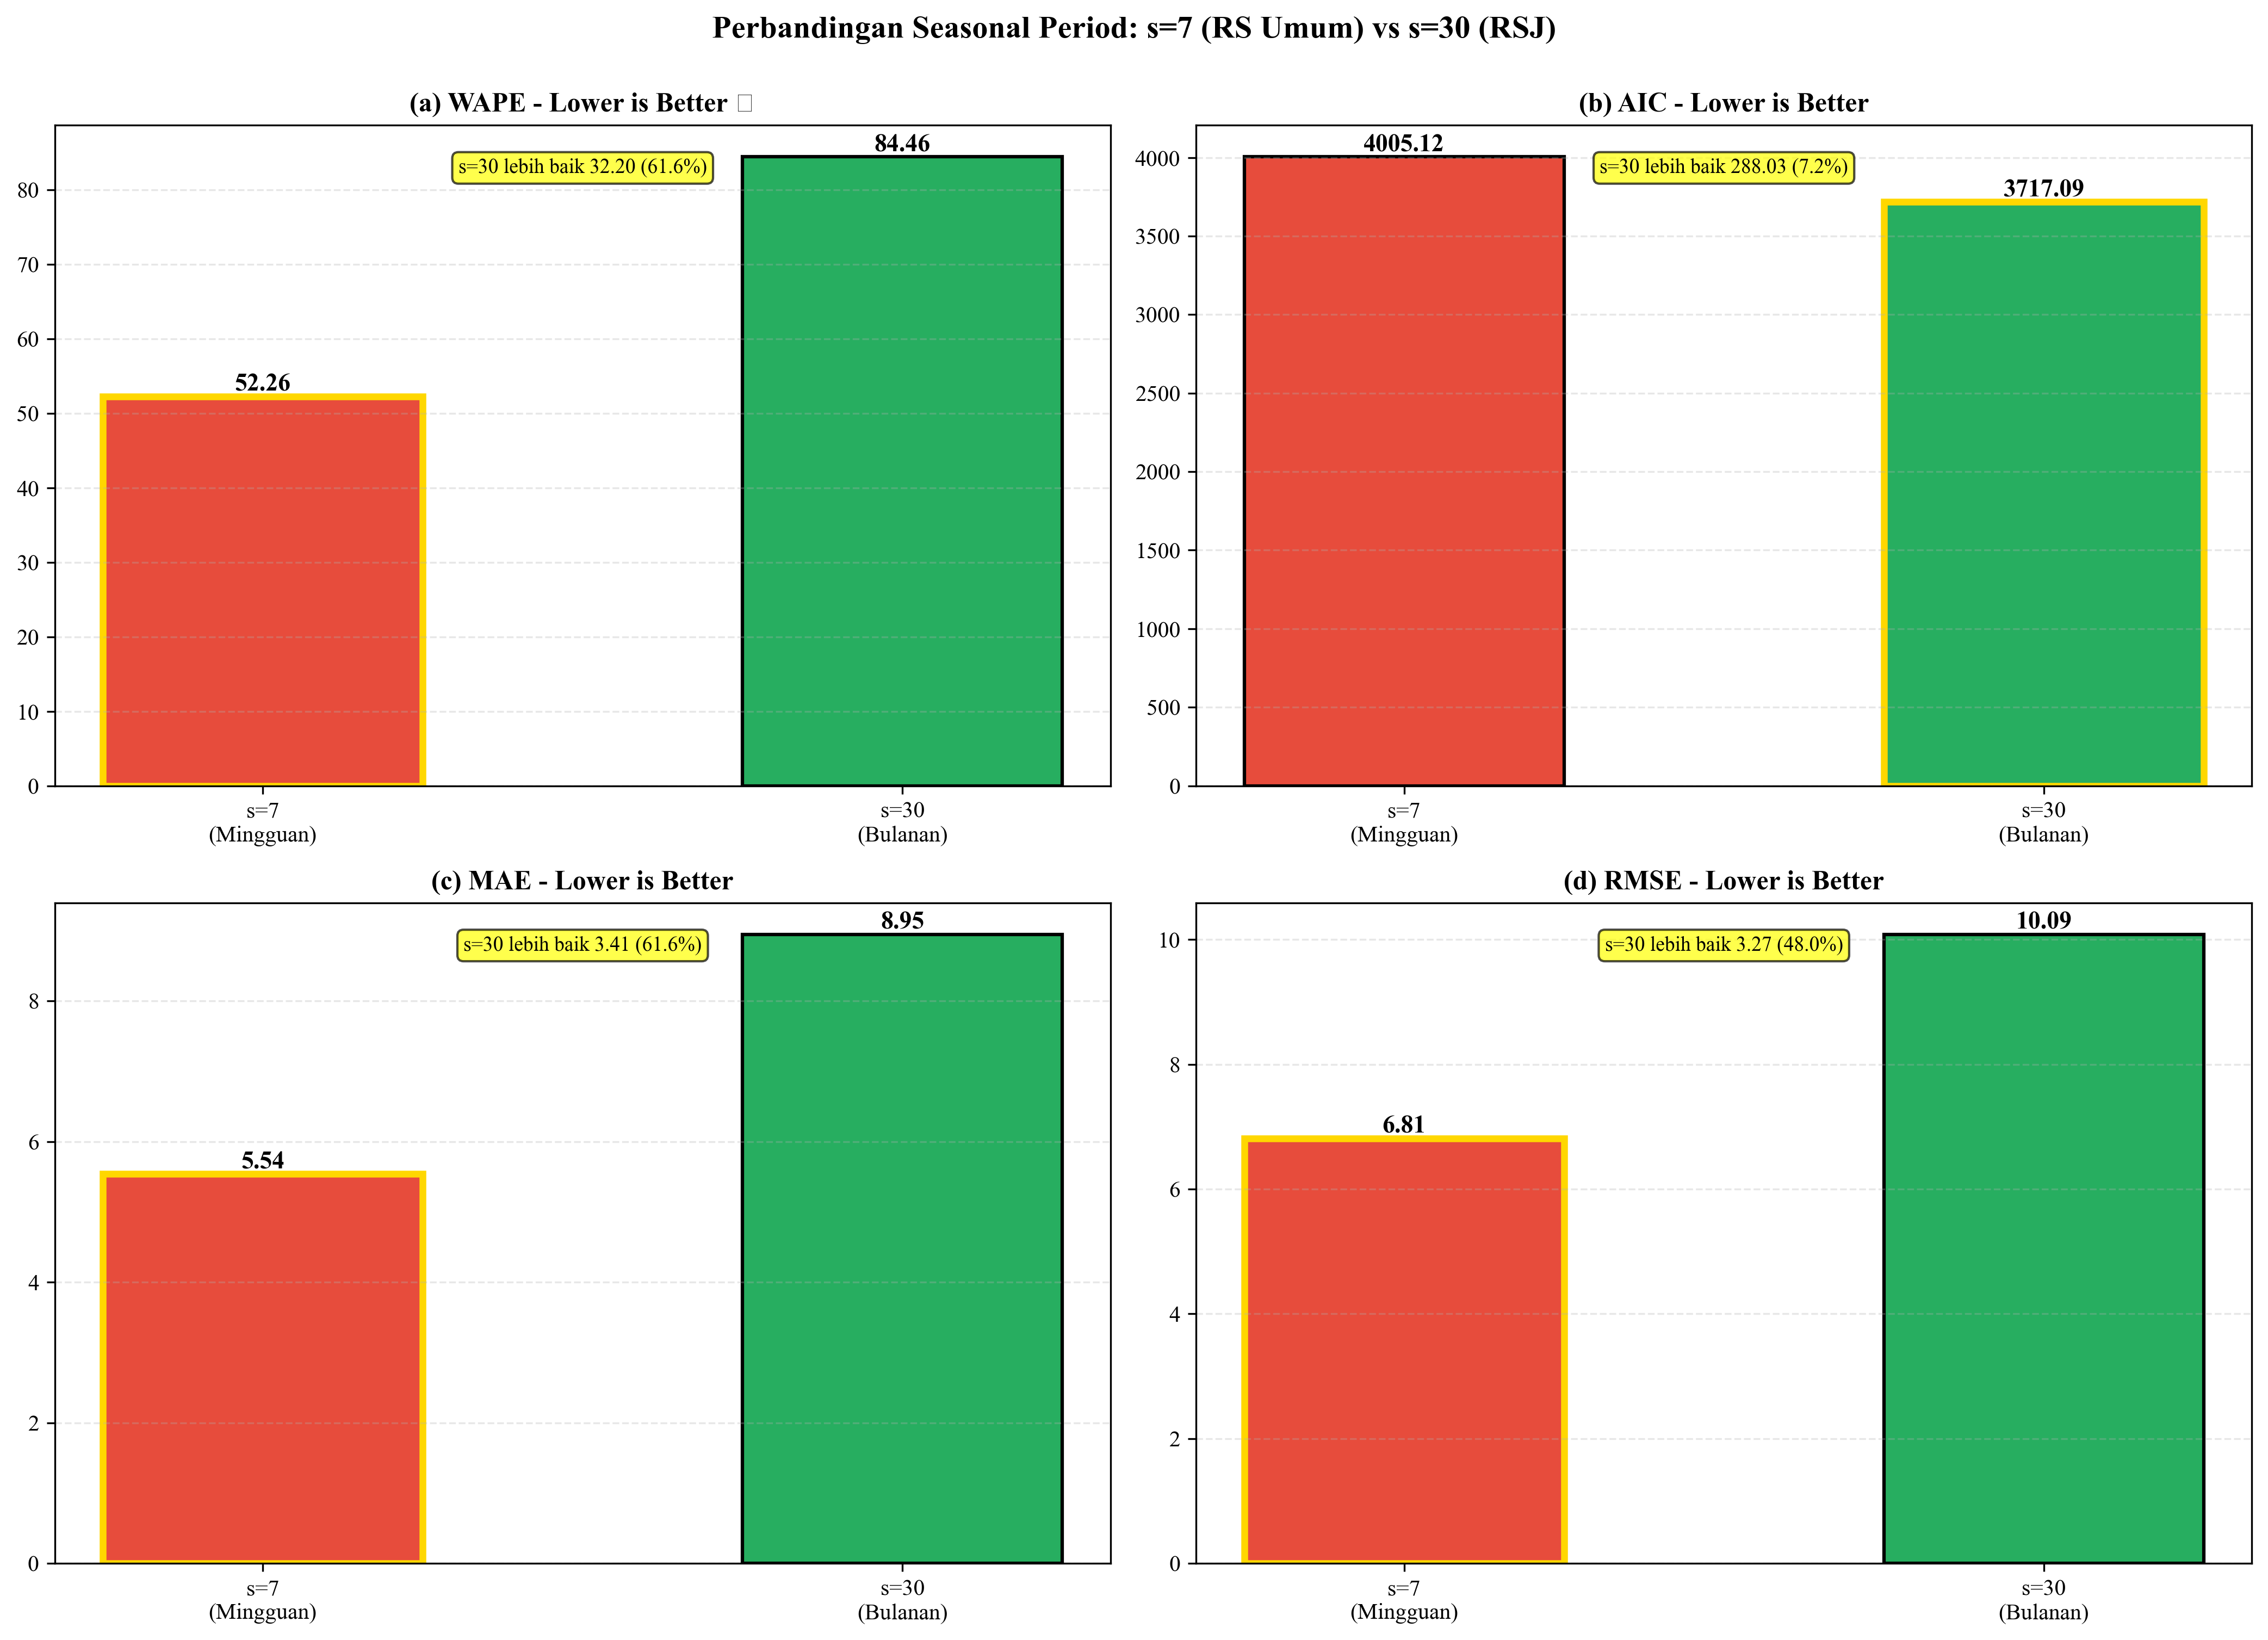 Perbandingan Seasonal Period: s=7 (RS Umum) vs s=30 (RSJ)
(a) WAPE - Lower is Better
80
70
60
50
40
30
20
10
0
52.26
84.46
s=30 lebih baik 32.20 (61.6%)
s=7
(Mingguan)
s=30
(Bulanan)
(b) AIC - Lower is Better
4000
3500
3000
2500
2000
1500
1000
500
0
4005.12
3717.09
s=30 lebih baik 288.03 (7.2%)
s=7
(Mingguan)
s=30
(Bulanan)
(c) MAE - Lower is Better
8
6
4
2
0
5.54
8.95
s=30 lebih baik 3.41 (61.6%)
s=7
(Mingguan)
s=30
(Bulanan)
(d) RMSE - Lower is Better
10
8
6
4
2
0
6.81
10.09
s=30 lebih baik 3.27 (48.0%)
s=7
(Mingguan)
s=30
(Bulanan)